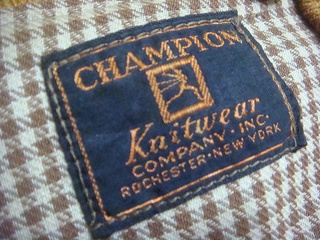 CHAMPION
Knitwear
COMPANY · INC.
ROCHESTER · NEW YORK